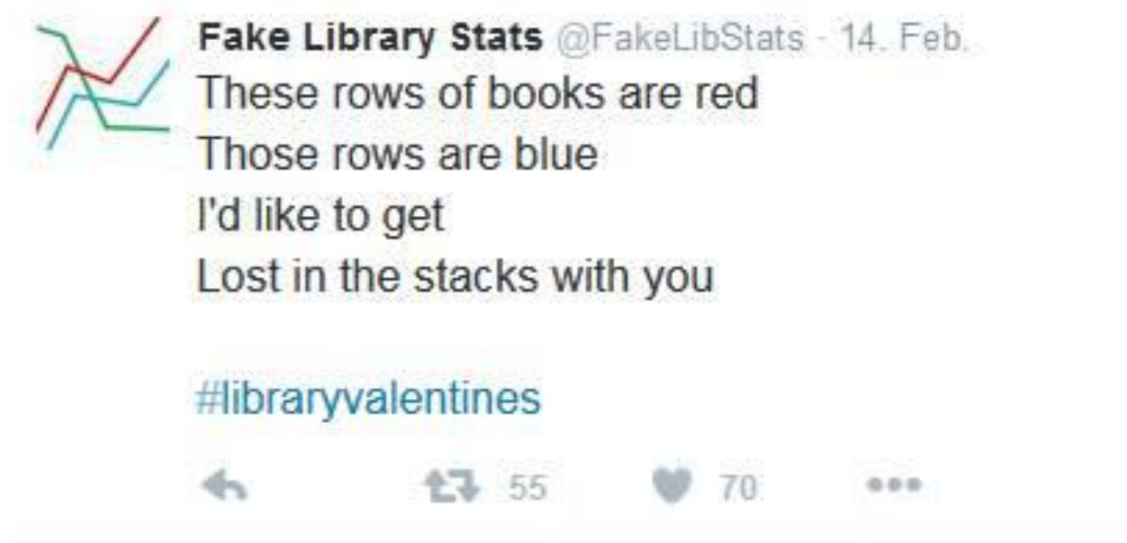 Fake Library Stats @FakeLibStats · 14. Feb.
These rows of books are red
Those rows are blue
I'd like to get
Lost in the stacks with you
#libraryvalentines
55 70